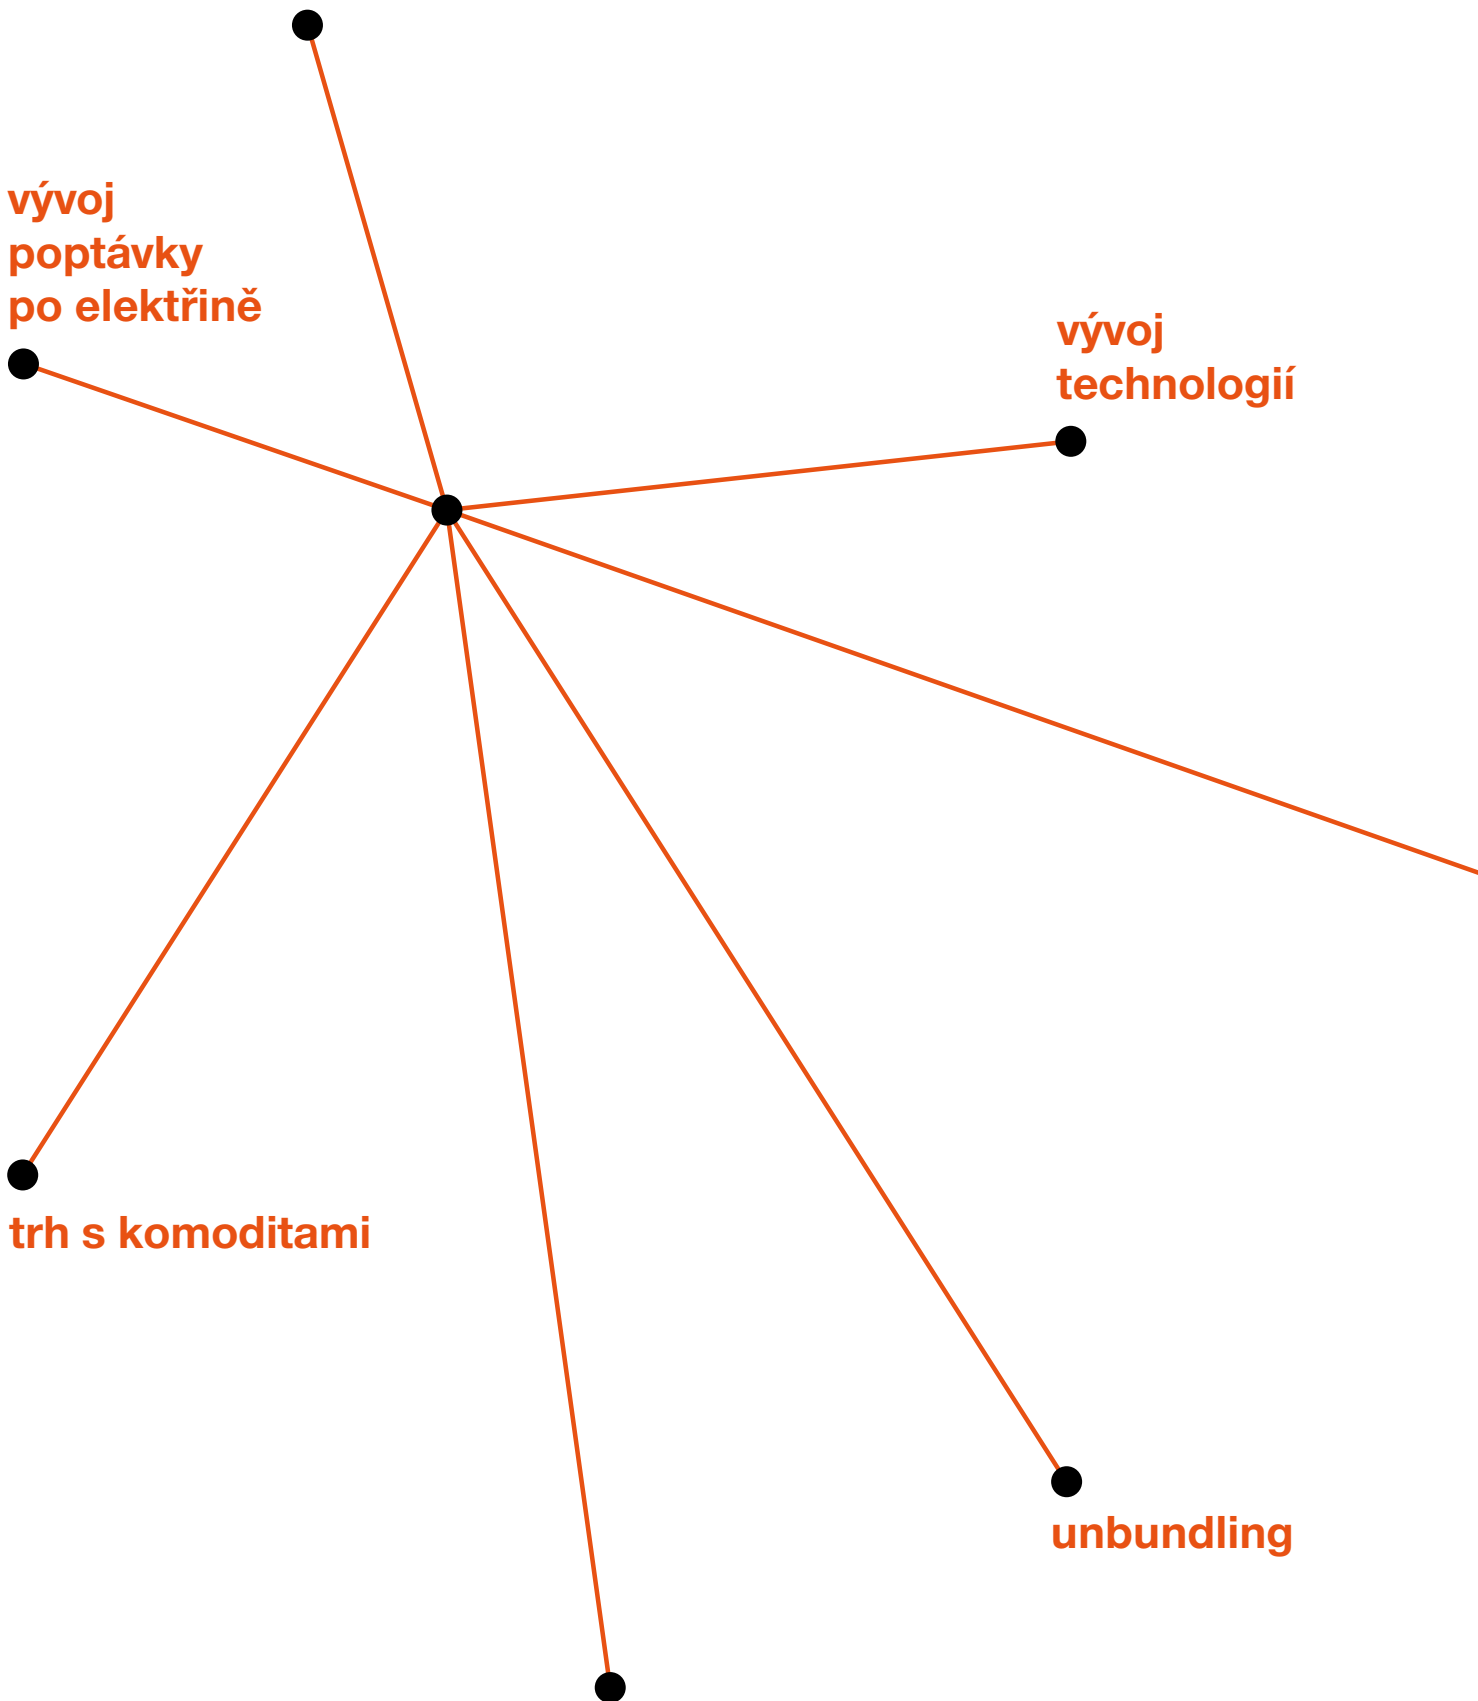 vývoj
poptávky
po elektřině
vývoj
technologií
trh s komoditami
unbundling